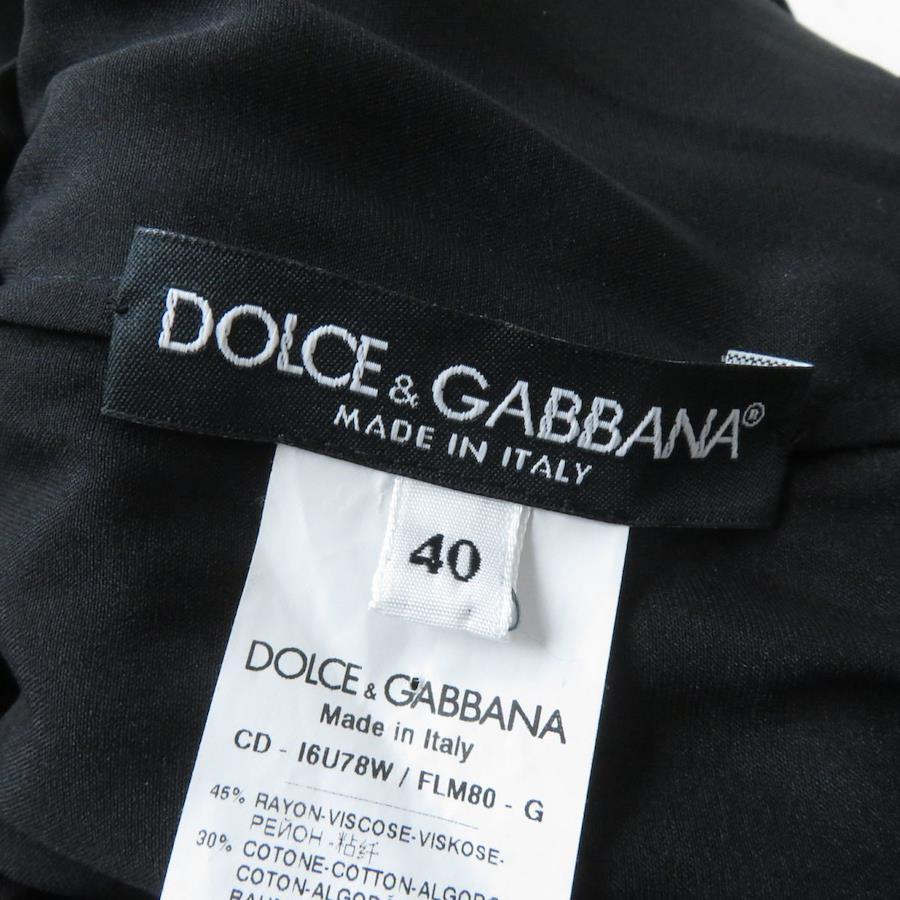 DOLCE & GABBANA®
MADE IN ITALY
40
DOLCE & GABBANA
Made in Italy
CD - I6U78W / FLM80 - G
45% RAYON-VISCOSE-VISKOSE-
РЕЙОН-粘纤
30% COTONE-COTTON-ALGOD
COTON-ALGO